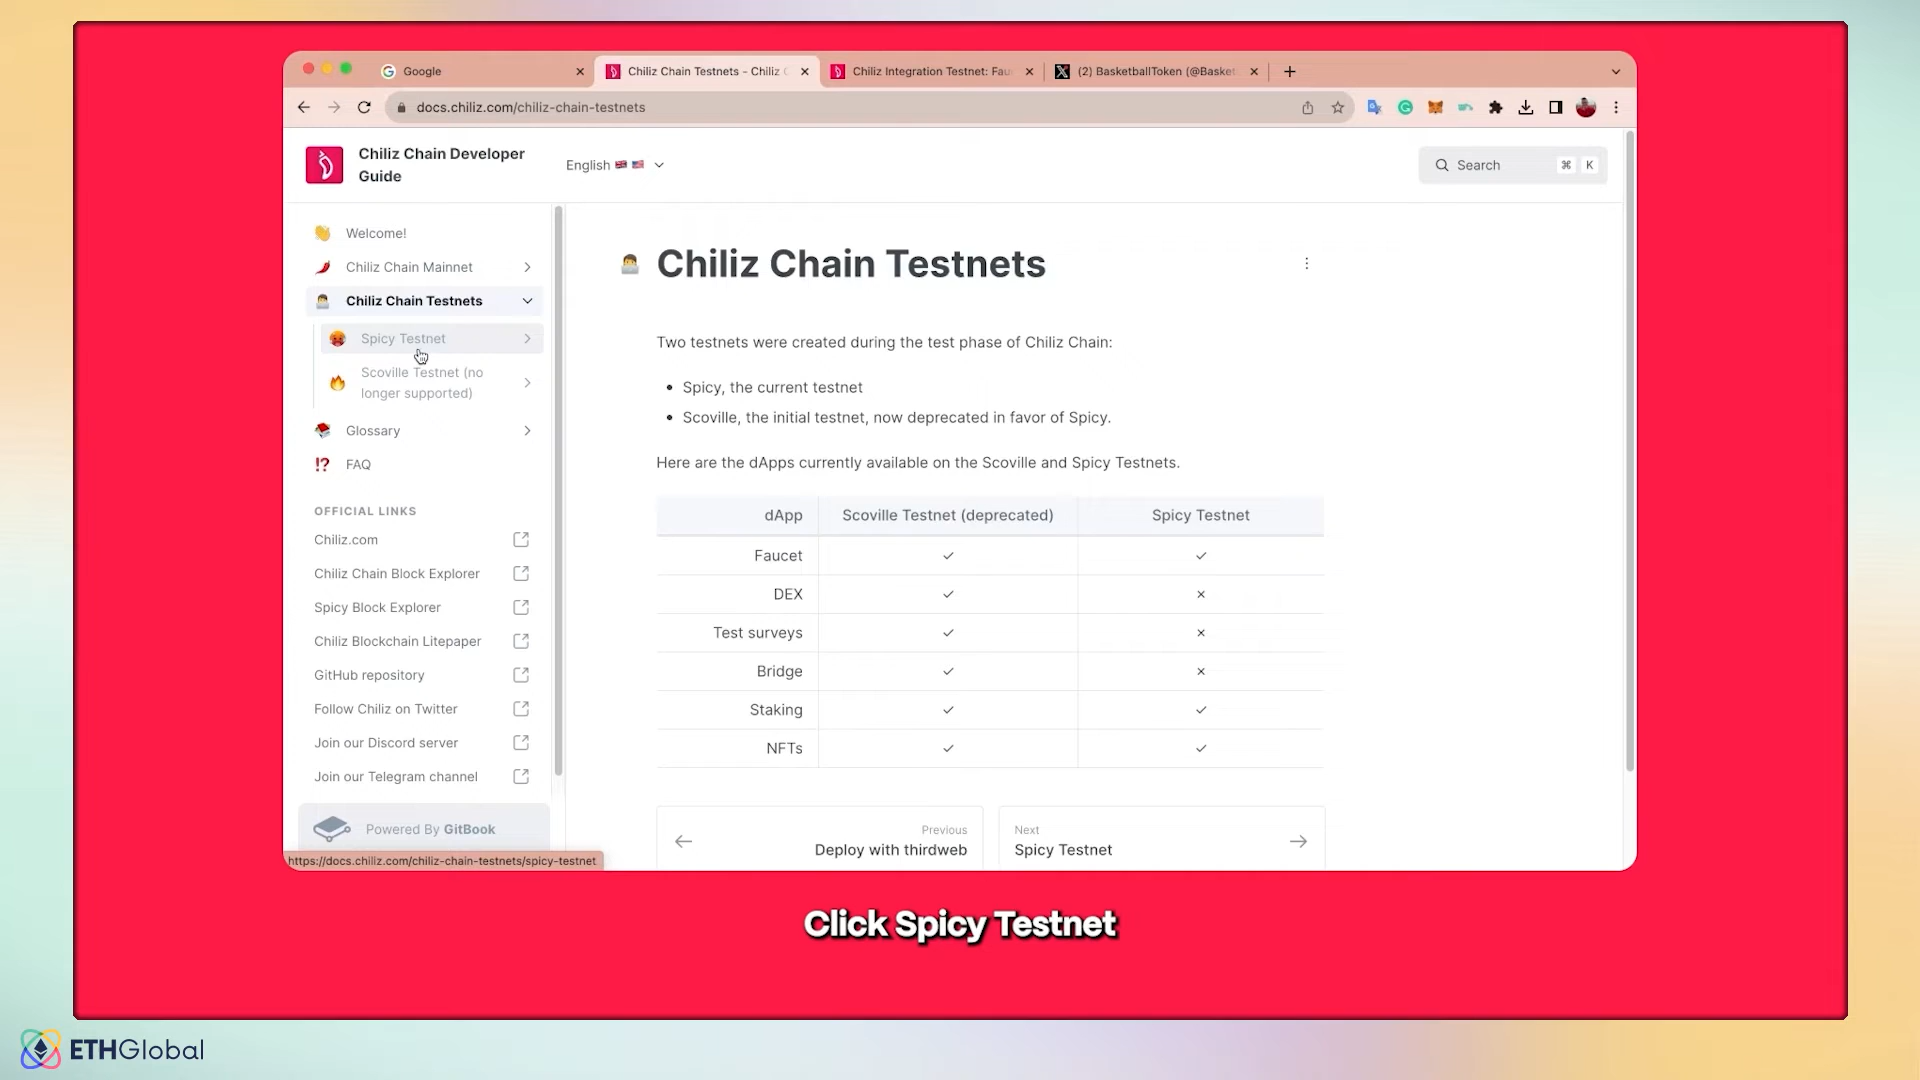 Google
Chiliz Chain Testnets - Chiliz C
Chiliz Integration Testnet: Fau
(2) BasketballToken (@Basket
docs.chiliz.com/chiliz-chain-testnets
Chiliz Chain Developer
Guide
English
Search
⌘ K
Welcome!
Chiliz Chain Mainnet
Chiliz Chain Testnets
Spicy Testnet
Scoville Testnet (no
longer supported)
Glossary
FAQ
OFFICIAL LINKS
Chiliz.com
Chiliz Chain Block Explorer
Spicy Block Explorer
Chiliz Blockchain Litepaper
GitHub repository
Follow Chiliz on Twitter
Join our Discord server
Join our Telegram channel
Powered By GitBook
https://docs.chiliz.com/chiliz-chain-testnets/spicy-testnet
Chiliz Chain Testnets
Two testnets were created during the test phase of Chiliz Chain:
• Spicy, the current testnet
• Scoville, the initial testnet, now deprecated in favor of Spicy.
Here are the dApps currently available on the Scoville and Spicy Testnets.
dApp Scoville Testnet (deprecated) Spicy Testnet
Faucet ✓ ✓
DEX ✓ ×
Test surveys ✓ ×
Bridge ✓ ×
Staking ✓ ✓
NFTs ✓ ✓
Previous
Deploy with thirdweb
Next
Spicy Testnet
Click Spicy Testnet
ETHGlobal